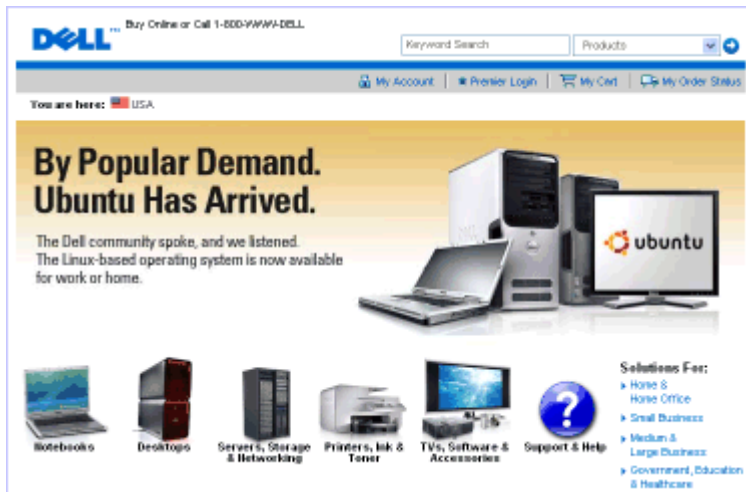 DELL™ Buy Online or Call 1-800-WWW-DELL
Keyword Search Products
My Account Premier Login My Cart My Order Status
You are here: USA
By Popular Demand.
Ubuntu Has Arrived.
The Dell community spoke, and we listened.
The Linux-based operating system is now available
for work or home.
ubuntu
Notebooks
Desktops
Servers, Storage
& Networking
Printers, Ink &
Toner
TVs, Software &
Accessories
Support & Help
Solutions For:
Home &
Home Office
Small Business
Medium &
Large Business
Government, Education
& Healthcare